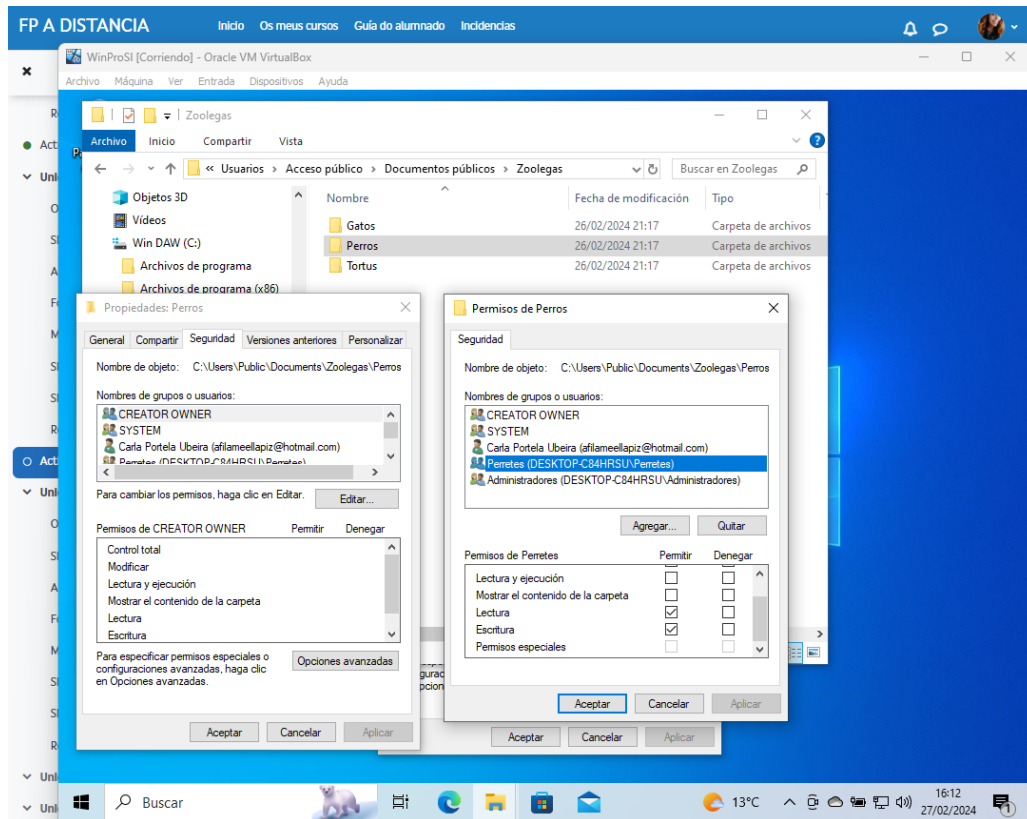 FP A DISTANCIA Inicio Os meus cursos Guía do alumnado Incidencias
WinProSI [Corriendo] - Oracle VM VirtualBox
Archivo Máquina Ver Entrada Dispositivos Ayuda
Zoolegas
Archivo Inicio Compartir Vista
« Usuarios > Acceso público > Documentos públicos > Zoolegas
Buscar en Zoolegas
Objetos 3D
Vídeos
Win DAW (C:)
Archivos de programa
Archivos de programa (x86)
Nombre Fecha de modificación Tipo
Gatos 26/02/2024 21:17 Carpeta de archivos
Perros 26/02/2024 21:17 Carpeta de archivos
Tortus 26/02/2024 21:17 Carpeta de archivos
Propiedades: Perros
General Compartir Seguridad Versiones anteriores Personalizar
Nombre de objeto: C:\Users\Public\Documents\Zoolegas\Perros
Nombres de grupos o usuarios:
CREATOR OWNER
SYSTEM
Carla Portela Ubeira (afilameellapiz@hotmail.com)
Perretes (DESKTOP-C84HRSU\Perretes)
Para cambiar los permisos, haga clic en Editar.
Editar...
Permisos de CREATOR OWNER Permitir Denegar
Control total
Modificar
Lectura y ejecución
Mostrar el contenido de la carpeta
Lectura
Escritura
Para especificar permisos especiales o
configuraciones avanzadas, haga clic
en Opciones avanzadas.
Opciones avanzadas
Aceptar Cancelar Aplicar
Permisos de Perros
Seguridad
Nombre de objeto: C:\Users\Public\Documents\Zoolegas\Perros
Nombres de grupos o usuarios:
CREATOR OWNER
SYSTEM
Carla Portela Ubeira (afilameellapiz@hotmail.com)
Perretes (DESKTOP-C84HRSU\Perretes)
Administradores (DESKTOP-C84HRSU\Administradores)
Agregar... Quitar
Permisos de Perretes Permitir Denegar
Lectura y ejecución
Mostrar el contenido de la carpeta
Lectura
Escritura
Permisos especiales
Aceptar Cancelar Aplicar
Aceptar Cancelar Aplicar
Buscar
13°C
16:12
27/02/2024
1